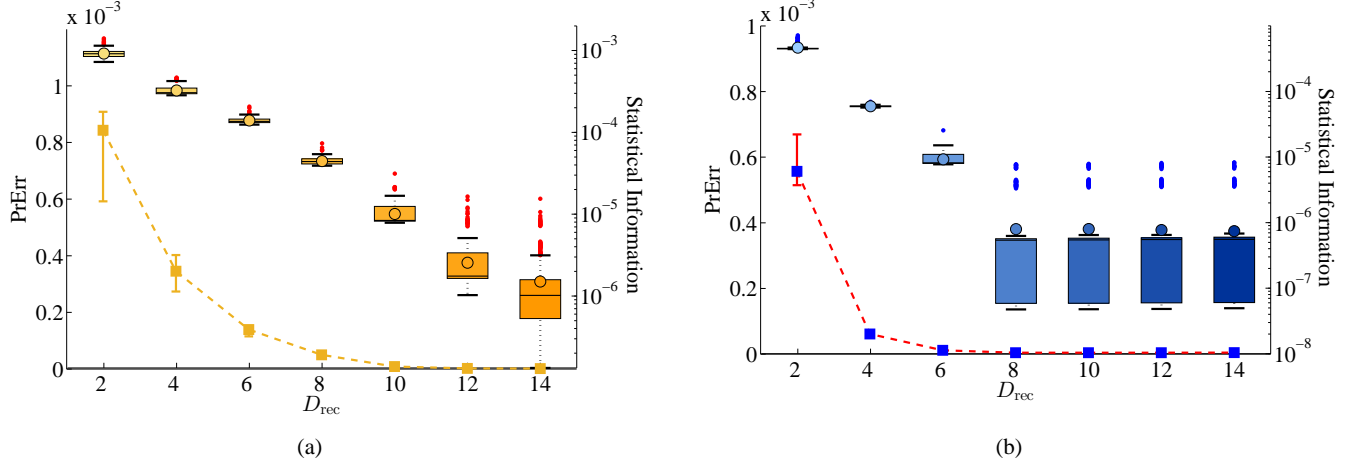 x 10⁻³
1
0.8
0.6
0.4
0.2
0
PrErr
2 4 6 8 10 12 14
D_rec
10⁻³
10⁻⁴
10⁻⁵
10⁻⁶
Statistical Information
(a)
x 10⁻³
1
0.8
0.6
0.4
0.2
0
PrErr
2 4 6 8 10 12 14
D_rec
10⁻⁴
10⁻⁵
10⁻⁶
10⁻⁷
10⁻⁸
Statistical Information
(b)